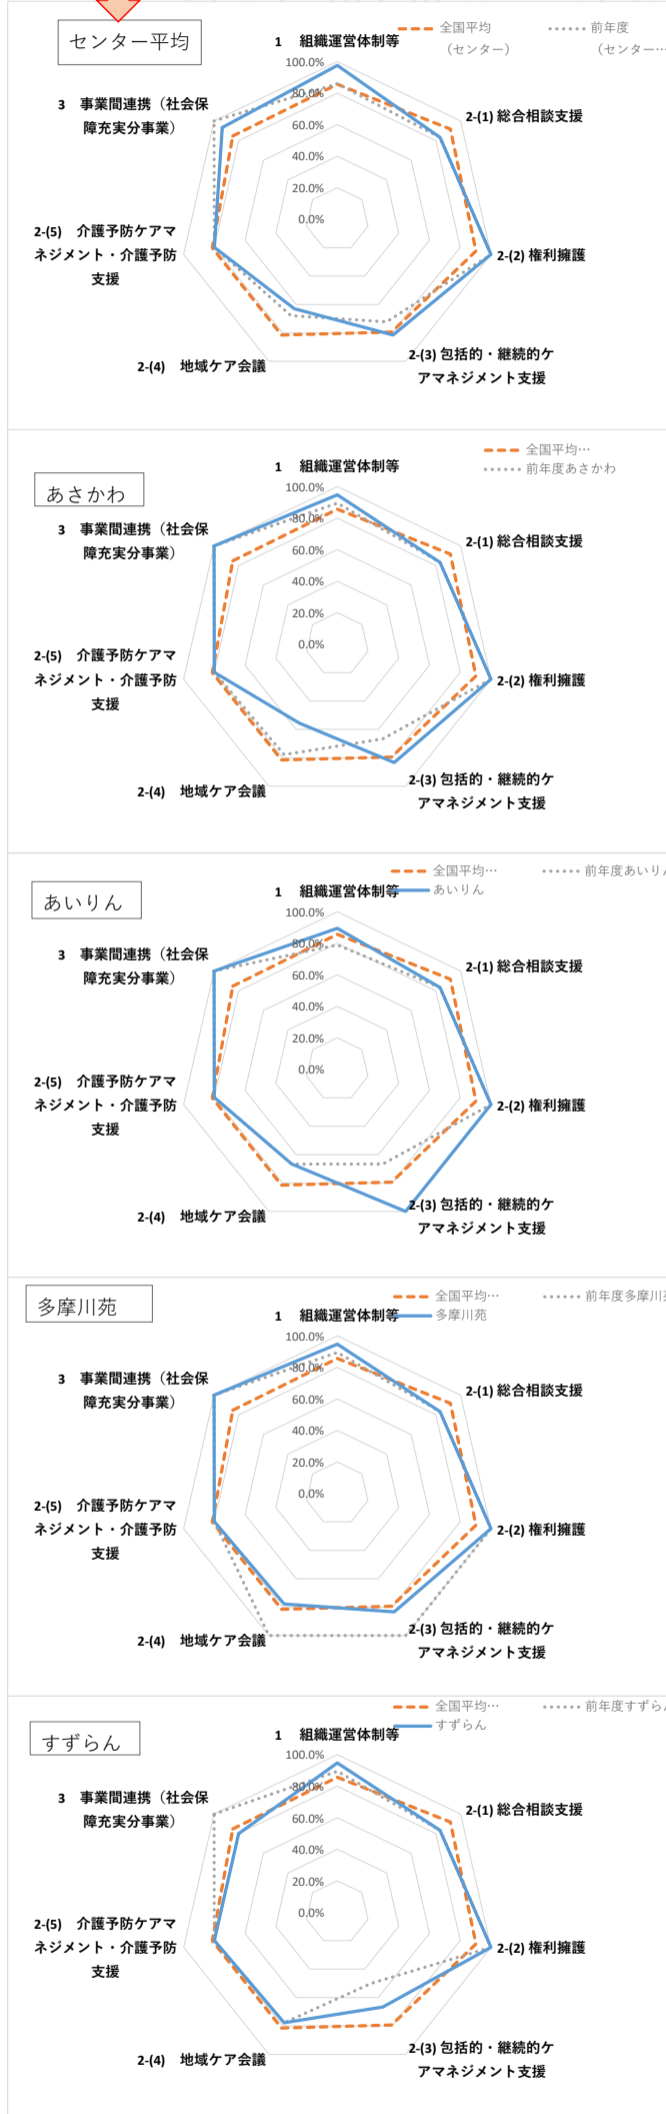 センター平均
全国平均
（センター）
前年度
（センター…
1　組織運営体制等
100.0%
80.0%
60.0%
40.0%
20.0%
0.0%
2-(1) 総合相談支援
2-(2) 権利擁護
2-(3) 包括的・継続的ケ
アマネジメント支援
2-(4)　地域ケア会議
2-(5)　介護予防ケアマ
ネジメント・介護予防
支援
3　事業間連携（社会保
障充実分事業）
あさかわ
全国平均…
前年度あさかわ
1　組織運営体制等
100.0%
80.0%
60.0%
40.0%
20.0%
0.0%
2-(1) 総合相談支援
2-(2) 権利擁護
2-(3) 包括的・継続的ケ
アマネジメント支援
2-(4)　地域ケア会議
2-(5)　介護予防ケアマ
ネジメント・介護予防
支援
3　事業間連携（社会保
障充実分事業）
あいりん
全国平均…
前年度あいりん
あいりん
1　組織運営体制等
100.0%
80.0%
60.0%
40.0%
20.0%
0.0%
2-(1) 総合相談支援
2-(2) 権利擁護
2-(3) 包括的・継続的ケ
アマネジメント支援
2-(4)　地域ケア会議
2-(5)　介護予防ケアマ
ネジメント・介護予防
支援
3　事業間連携（社会保
障充実分事業）
多摩川苑
全国平均…
前年度多摩川苑
多摩川苑
1　組織運営体制等
100.0%
80.0%
60.0%
40.0%
20.0%
0.0%
2-(1) 総合相談支援
2-(2) 権利擁護
2-(3) 包括的・継続的ケ
アマネジメント支援
2-(4)　地域ケア会議
2-(5)　介護予防ケアマ
ネジメント・介護予防
支援
3　事業間連携（社会保
障充実分事業）
すずらん
全国平均…
前年度すずらん
すずらん
1　組織運営体制等
100.0%
80.0%
60.0%
40.0%
20.0%
0.0%
2-(1) 総合相談支援
2-(2) 権利擁護
2-(3) 包括的・継続的ケ
アマネジメント支援
2-(4)　地域ケア会議
2-(5)　介護予防ケアマ
ネジメント・介護予防
支援
3　事業間連携（社会保
障充実分事業）